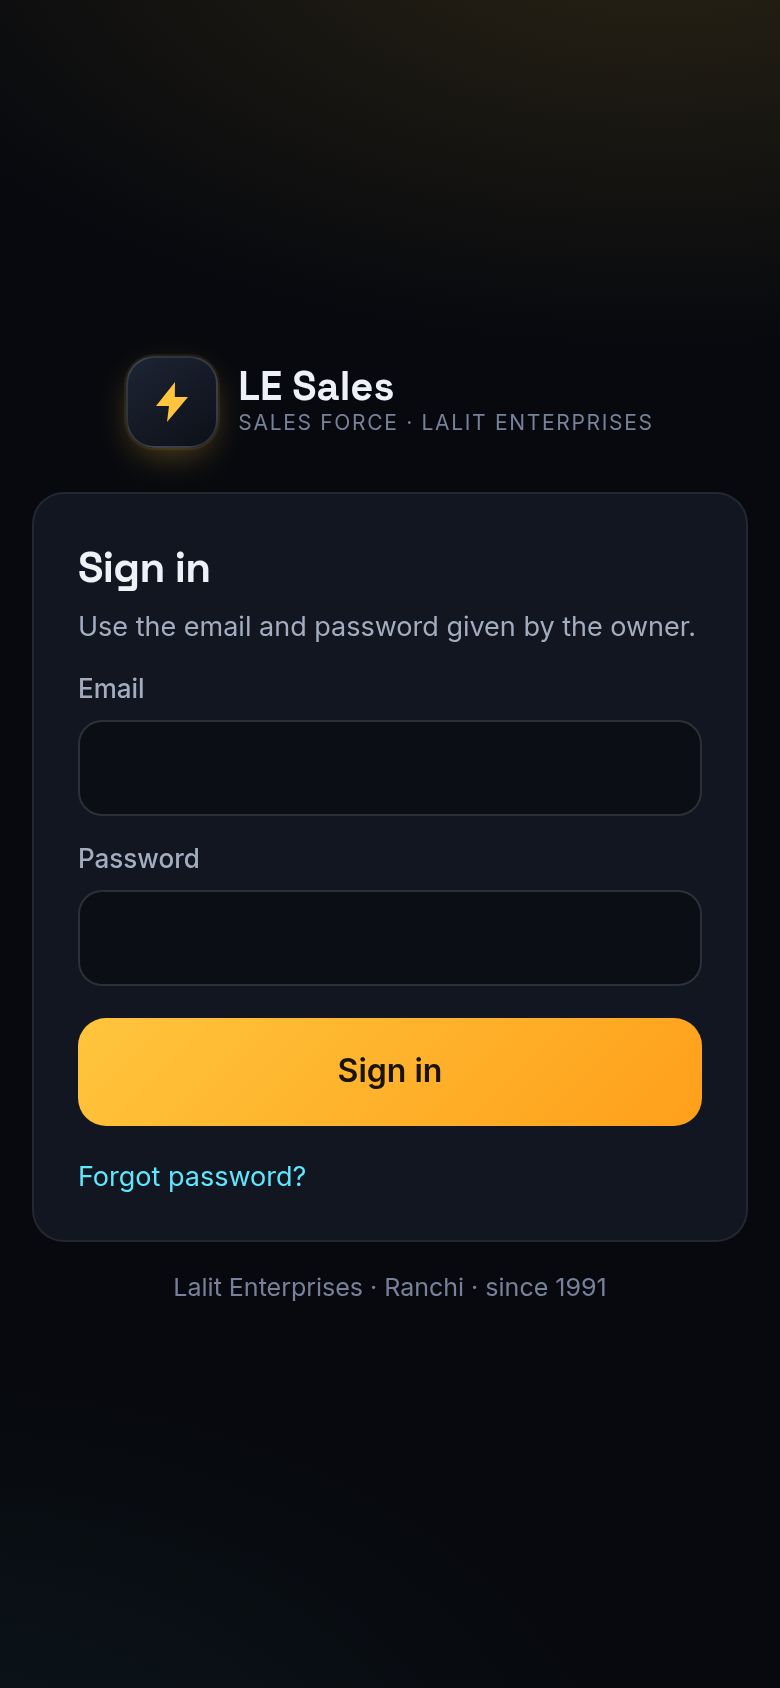 LE Sales
SALES FORCE · LALIT ENTERPRISES
Sign in
Use the email and password given by the owner.
Email
Password
Sign in
Forgot password?
Lalit Enterprises · Ranchi · since 1991